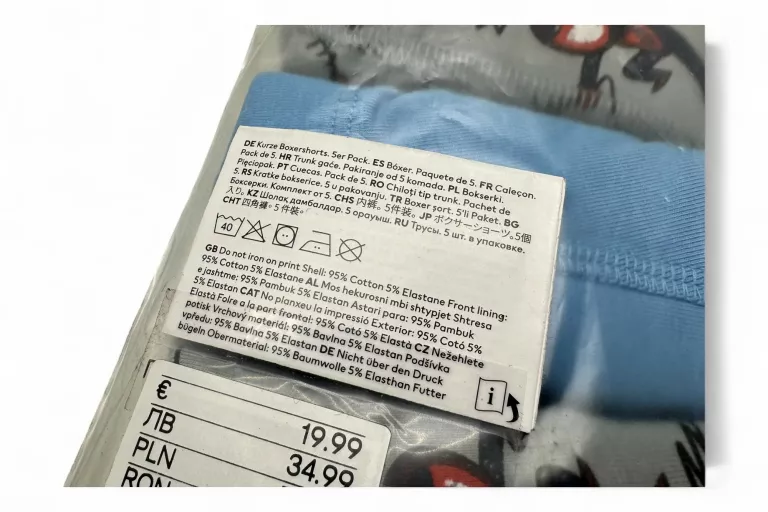 DE Kurze Boxershorts. 5er Pack. ES Bóxer. Paquete de 5. FR Caleçon.
Pack de 5. HR Trunk gaće. Pakiranje od 5 komada. PL Bokserki.
Pięciopak. PT Cuecas. Pack de 5. RO Chiloți tip trunk. Pachet de
5. RS Kratke bokserice. 5 u pakovanju. TR Boxer şort. 5'li Paket. BG
Боксерки. Комплект от 5. CHS 内裤。5件装。 JP ボクサーショーツ。5個
入り。 KZ Шолақ дамбалдар. 5 орауыш. RU Трусы. 5 шт. в упаковке.
CHT 四角褲。5 件裝。
40
GB Do not iron on print Shell: 95% Cotton 5% Elastane Front lining:
95% Cotton 5% Elastane AL Mos hekurosni mbi shtypjet Shtresa
e jashtme: 95% Pambuk 5% Elastan Astari para: 95% Pambuk
5% Elastan CAT No planxeu la impressió Exterior: 95% Cotó 5%
Elastà Folre a la part frontal: 95% Cotó 5% Elastà CZ Nežehlete
potisk Vrchový materiál: 95% Bavlna 5% Elastan Podšívka
vpředu: 95% Bavlna 5% Elastan DE Nicht über den Druck
bügeln Obermaterial: 95% Baumwolle 5% Elasthan Futter
i
€ 19.99
ЛВ 34.99
PLN
RON